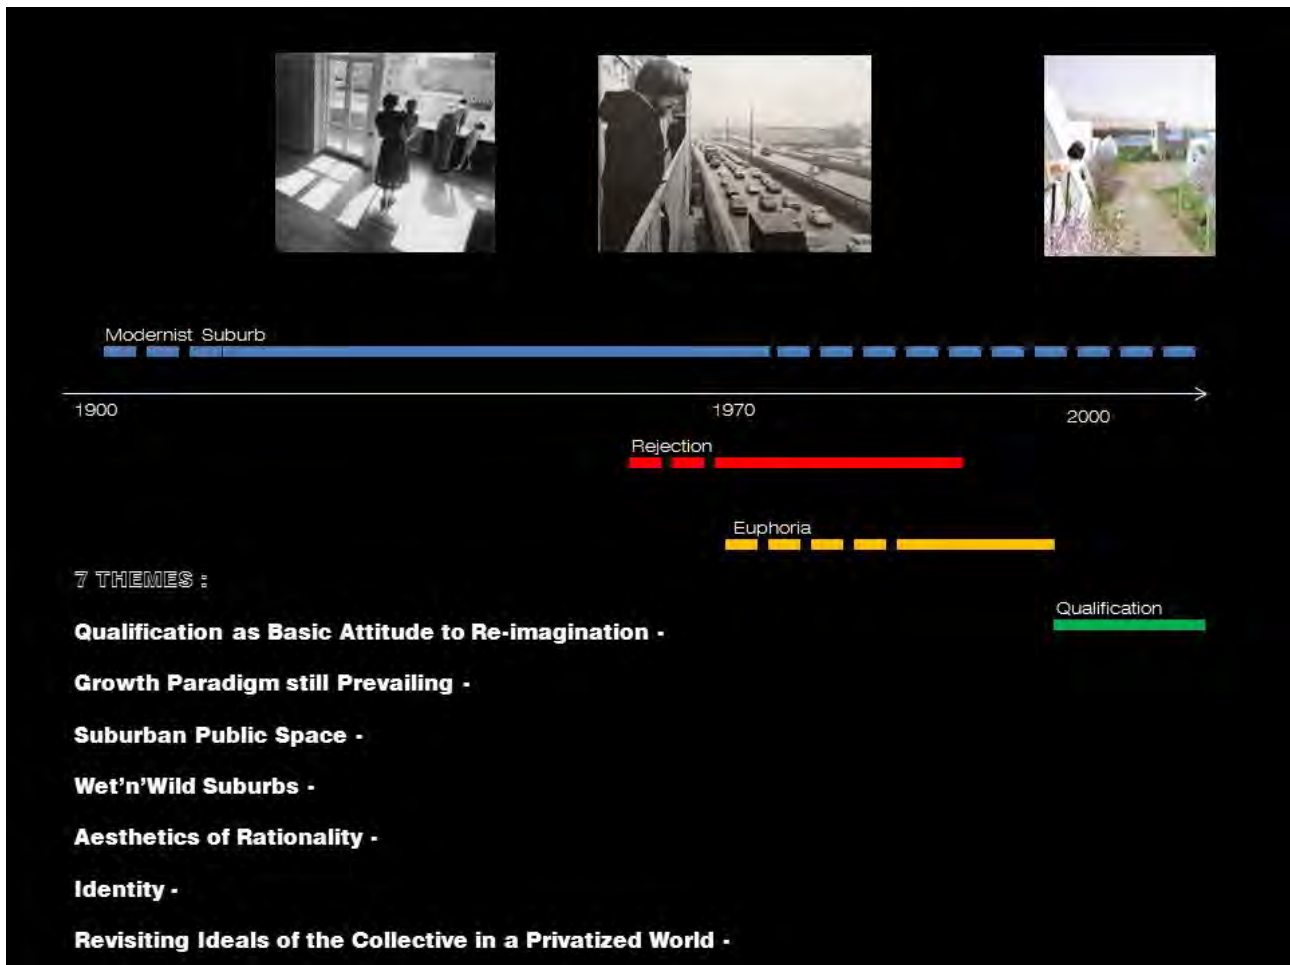 Modernist Suburb
1900
1970
2000
Rejection
Euphoria
Qualification
7 THEMES :
Qualification as Basic Attitude to Re-imagination -
Growth Paradigm still Prevailing -
Suburban Public Space -
Wet’n’Wild Suburbs -
Aesthetics of Rationality -
Identity -
Revisiting Ideals of the Collective in a Privatized World -